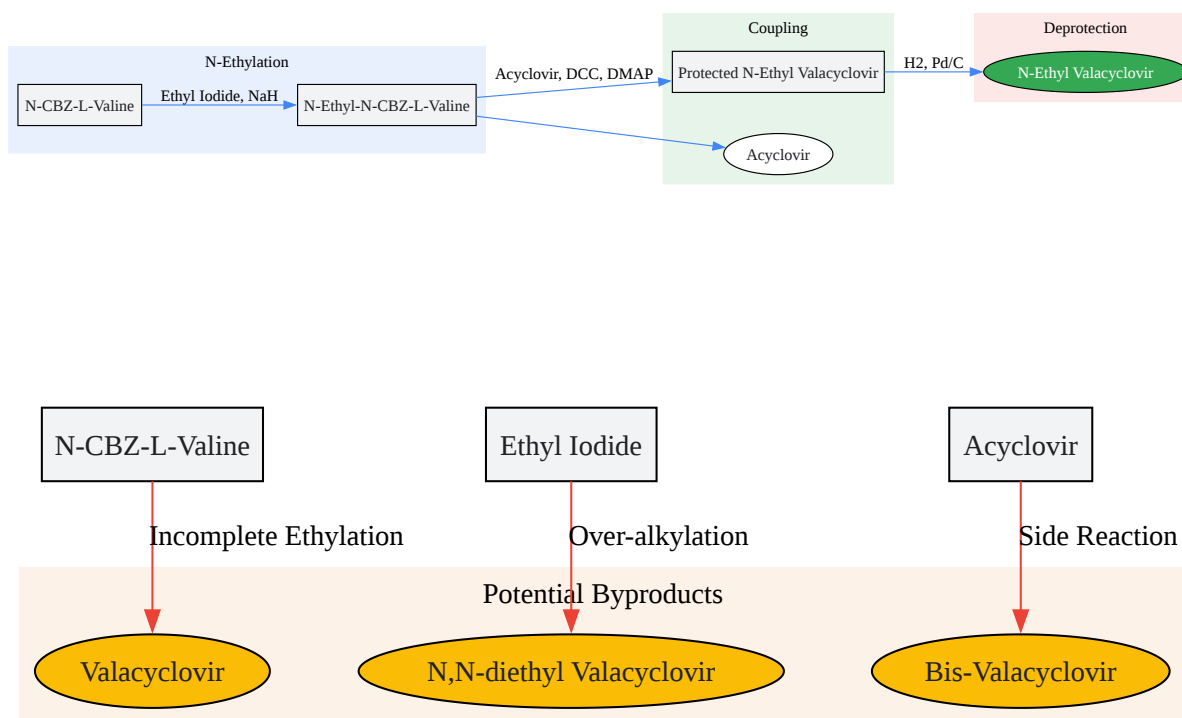 Coupling
Deprotection
N-Ethylation
Acyclovir, DCC, DMAP
Protected N-Ethyl Valacyclovir
H2, Pd/C
N-Ethyl Valacyclovir
N-CBZ-L-Valine
Ethyl Iodide, NaH
N-Ethyl-N-CBZ-L-Valine
Acyclovir
N-CBZ-L-Valine
Ethyl Iodide
Acyclovir
Incomplete Ethylation
Over-alkylation
Side Reaction
Potential Byproducts
Valacyclovir
N,N-diethyl Valacyclovir
Bis-Valacyclovir